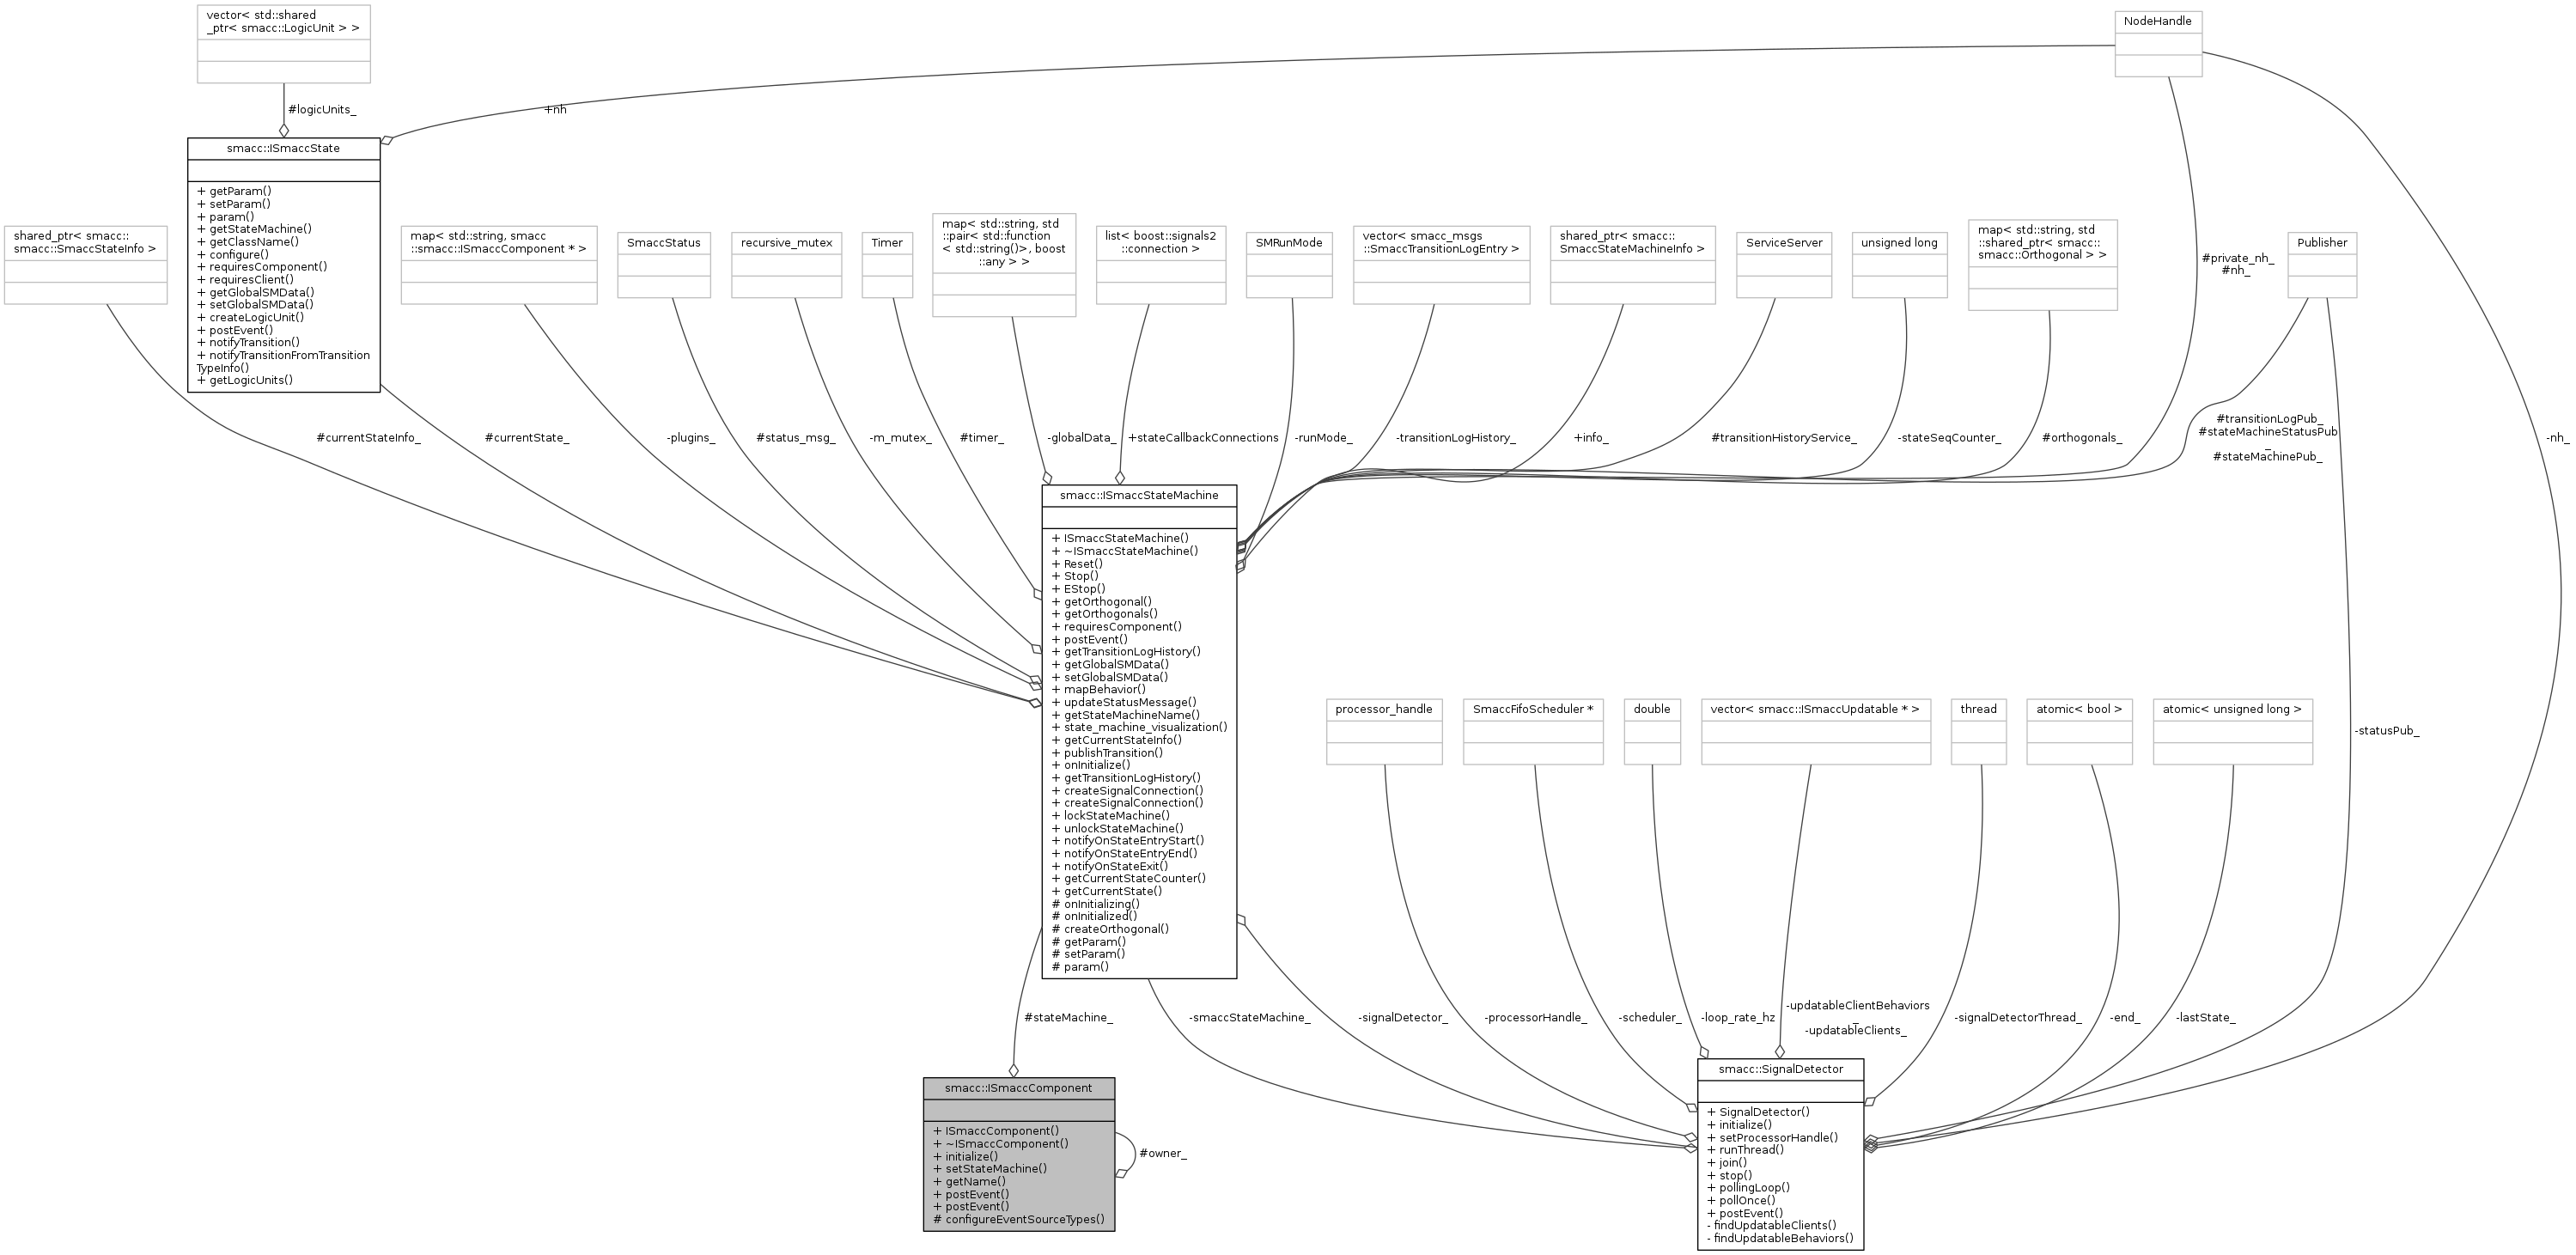 vector< std::shared
_ptr< smacc::LogicUnit > >
NodeHandle
#logicUnits_
+nh
smacc::ISmaccState
+ getParam()
+ setParam()
+ param()
+ getStateMachine()
+ getClassName()
+ configure()
+ requiresComponent()
+ requiresClient()
+ getGlobalSMData()
+ setGlobalSMData()
+ createLogicUnit()
+ postEvent()
+ notifyTransition()
+ notifyTransitionFromTransition
TypeInfo()
+ getLogicUnits()
shared_ptr< smacc::
smacc::SmaccStateInfo >
map< std::string, smacc
::smacc::ISmaccComponent * >
SmaccStatus
recursive_mutex
Timer
map< std::string, std
::pair< std::function
< std::string()>, boost
::any > >
list< boost::signals2
::connection >
SMRunMode
vector< smacc_msgs
::SmaccTransitionLogEntry >
shared_ptr< smacc::
SmaccStateMachineInfo >
ServiceServer
unsigned long
map< std::string, std
::shared_ptr< smacc::
smacc::Orthogonal > >
#private_nh_
#nh_
Publisher
#currentStateInfo_
#currentState_
-plugins_
#status_msg_
-m_mutex_
#timer_
-globalData_
+stateCallbackConnections
-runMode_
-transitionLogHistory_
+info_
#transitionHistoryService_
-stateSeqCounter_
#orthogonals_
#transitionLogPub_
#stateMachineStatusPub
_
#stateMachinePub_
-nh_
smacc::ISmaccStateMachine
+ ISmaccStateMachine()
+ ~ISmaccStateMachine()
+ Reset()
+ Stop()
+ EStop()
+ getOrthogonal()
+ getOrthogonals()
+ requiresComponent()
+ postEvent()
+ getTransitionLogHistory()
+ getGlobalSMData()
+ setGlobalSMData()
+ mapBehavior()
+ updateStatusMessage()
+ getStateMachineName()
+ state_machine_visualization()
+ getCurrentStateInfo()
+ publishTransition()
+ onInitialize()
+ getTransitionLogHistory()
+ createSignalConnection()
+ createSignalConnection()
+ lockStateMachine()
+ unlockStateMachine()
+ notifyOnStateEntryStart()
+ notifyOnStateEntryEnd()
+ notifyOnStateExit()
+ getCurrentStateCounter()
+ getCurrentState()
# onInitializing()
# onInitialized()
# createOrthogonal()
# getParam()
# setParam()
# param()
processor_handle
SmaccFifoScheduler *
double
vector< smacc::ISmaccUpdatable * >
thread
atomic< bool >
atomic< unsigned long >
-statusPub_
#stateMachine_
-smaccStateMachine_
-signalDetector_
-processorHandle_
-scheduler_
-loop_rate_hz
-updatableClientBehaviors
_
-updatableClients_
-signalDetectorThread_
-end_
-lastState_
smacc::ISmaccComponent
+ ISmaccComponent()
+ ~ISmaccComponent()
+ initialize()
+ setStateMachine()
+ getName()
+ postEvent()
+ postEvent()
# configureEventSourceTypes()
#owner_
smacc::SignalDetector
+ SignalDetector()
+ initialize()
+ setProcessorHandle()
+ runThread()
+ join()
+ stop()
+ pollingLoop()
+ pollOnce()
+ postEvent()
- findUpdatableClients()
- findUpdatableBehaviors()